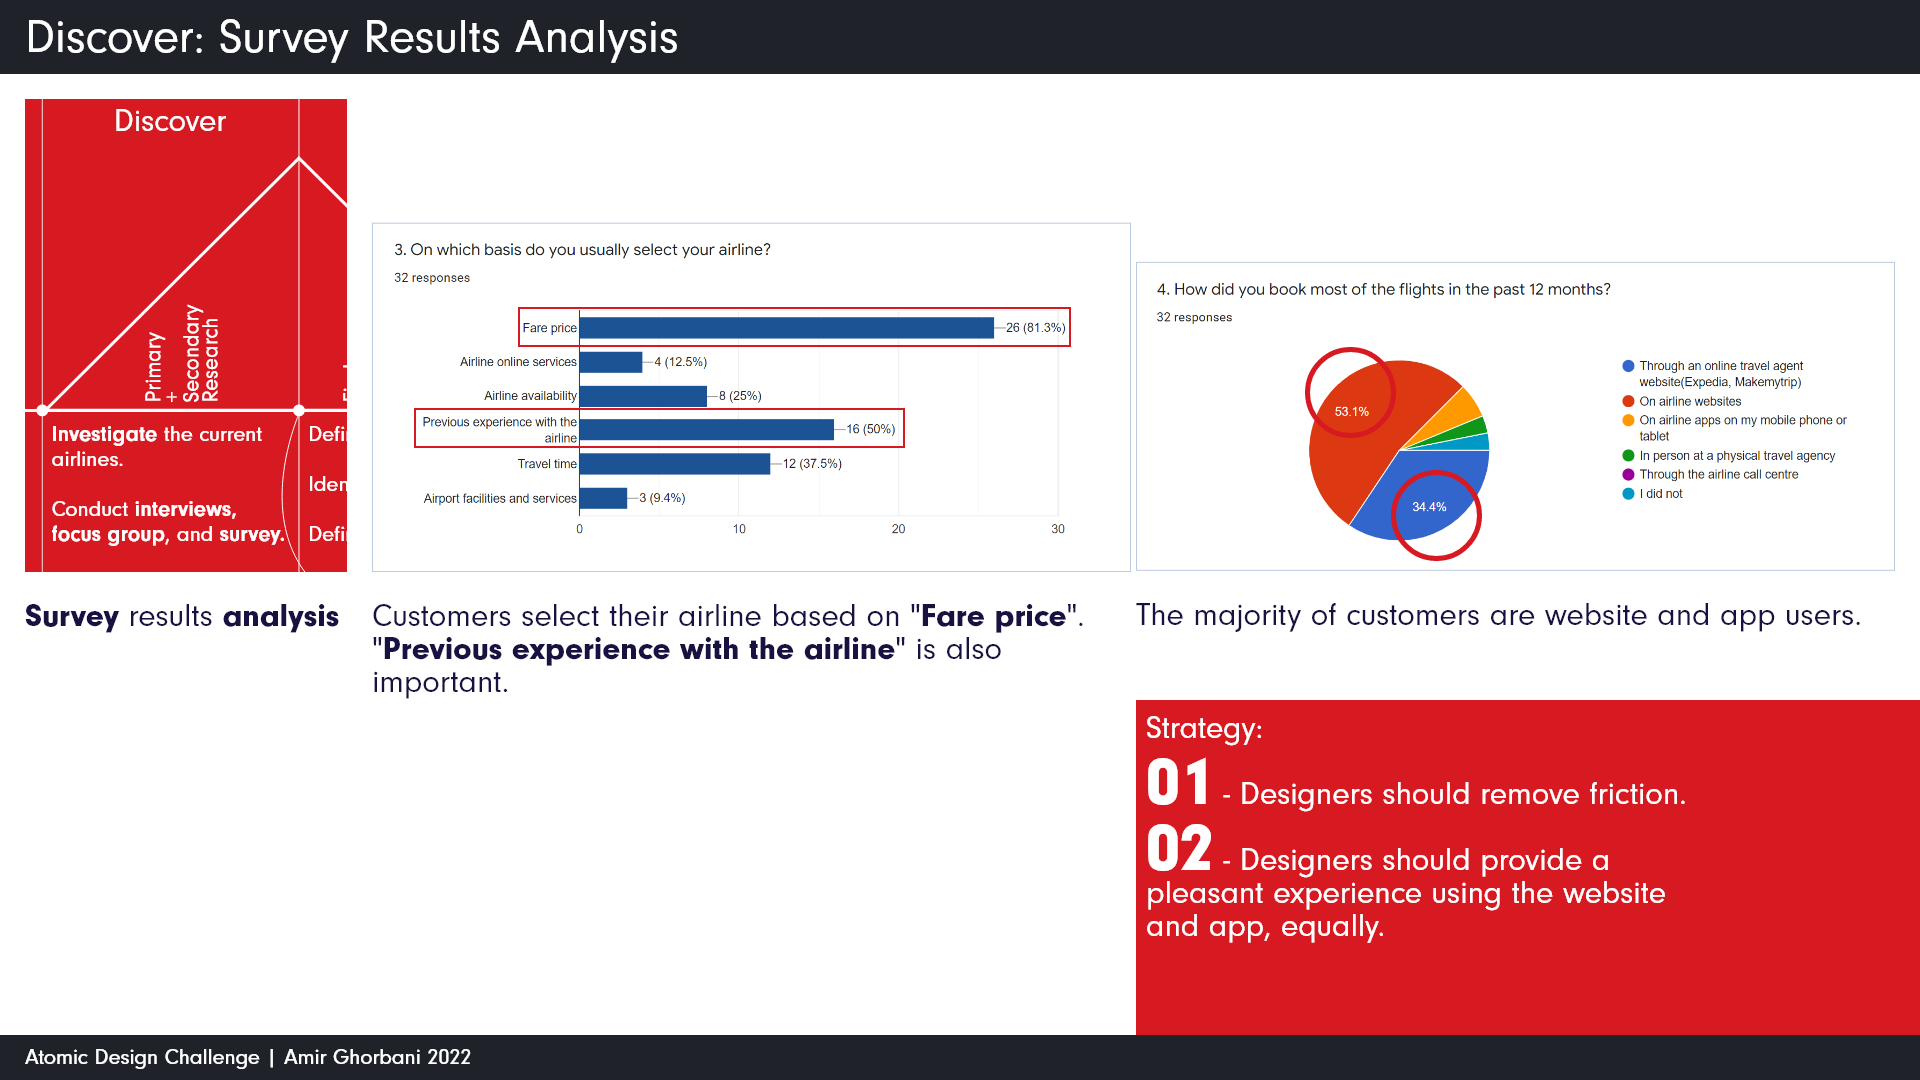 Discover: Survey Results Analysis
Discover
Primary
+
Secondary
Research
Investigate the current
airlines.
Conduct interviews,
focus group, and survey.
3. On which basis do you usually select your airline?
32 responses
Fare price
26 (81.3%)
Airline online services
4 (12.5%)
Airline availability
8 (25%)
Previous experience with the
airline
16 (50%)
Travel time
12 (37.5%)
Airport facilities and services
3 (9.4%)
0 10 20 30
4. How did you book most of the flights in the past 12 months?
32 responses
53.1%
34.4%
Through an online travel agent
website(Expedia, Makemytrip)
On airline websites
On airline apps on my mobile phone or
tablet
In person at a physical travel agency
Through the airline call centre
I did not
Survey results analysis
Customers select their airline based on "Fare price".
"Previous experience with the airline" is also
important.
The majority of customers are website and app users.
Strategy:
01 - Designers should remove friction.
02 - Designers should provide a
pleasant experience using the website
and app, equally.
Atomic Design Challenge | Amir Ghorbani 2022